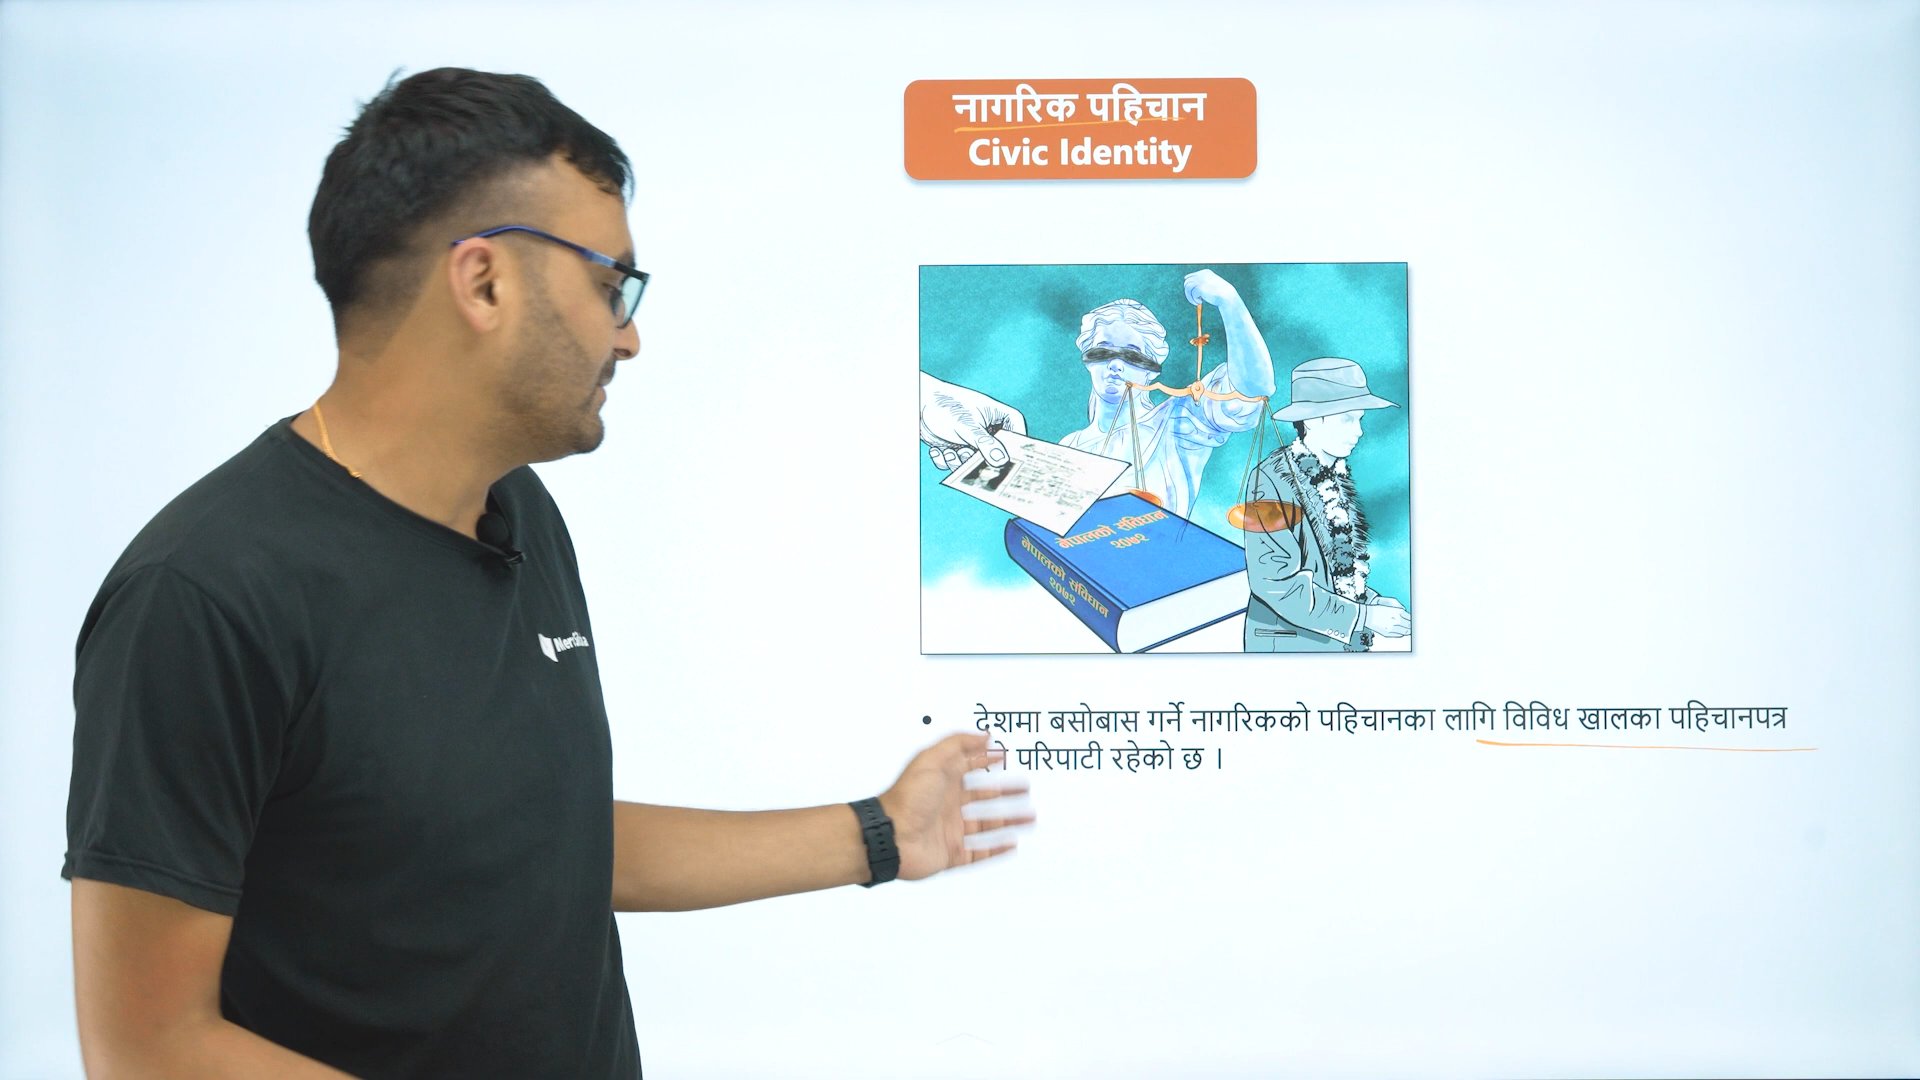 नागरिक पहिचान
Civic Identity
नेपालको संविधान
२०७२
नेपालको संविधान
२०७२
देशमा बसोबास गर्ने नागरिकको पहिचानका लागि विविध खालका पहिचानपत्र
परिपाटी रहेको छ ।